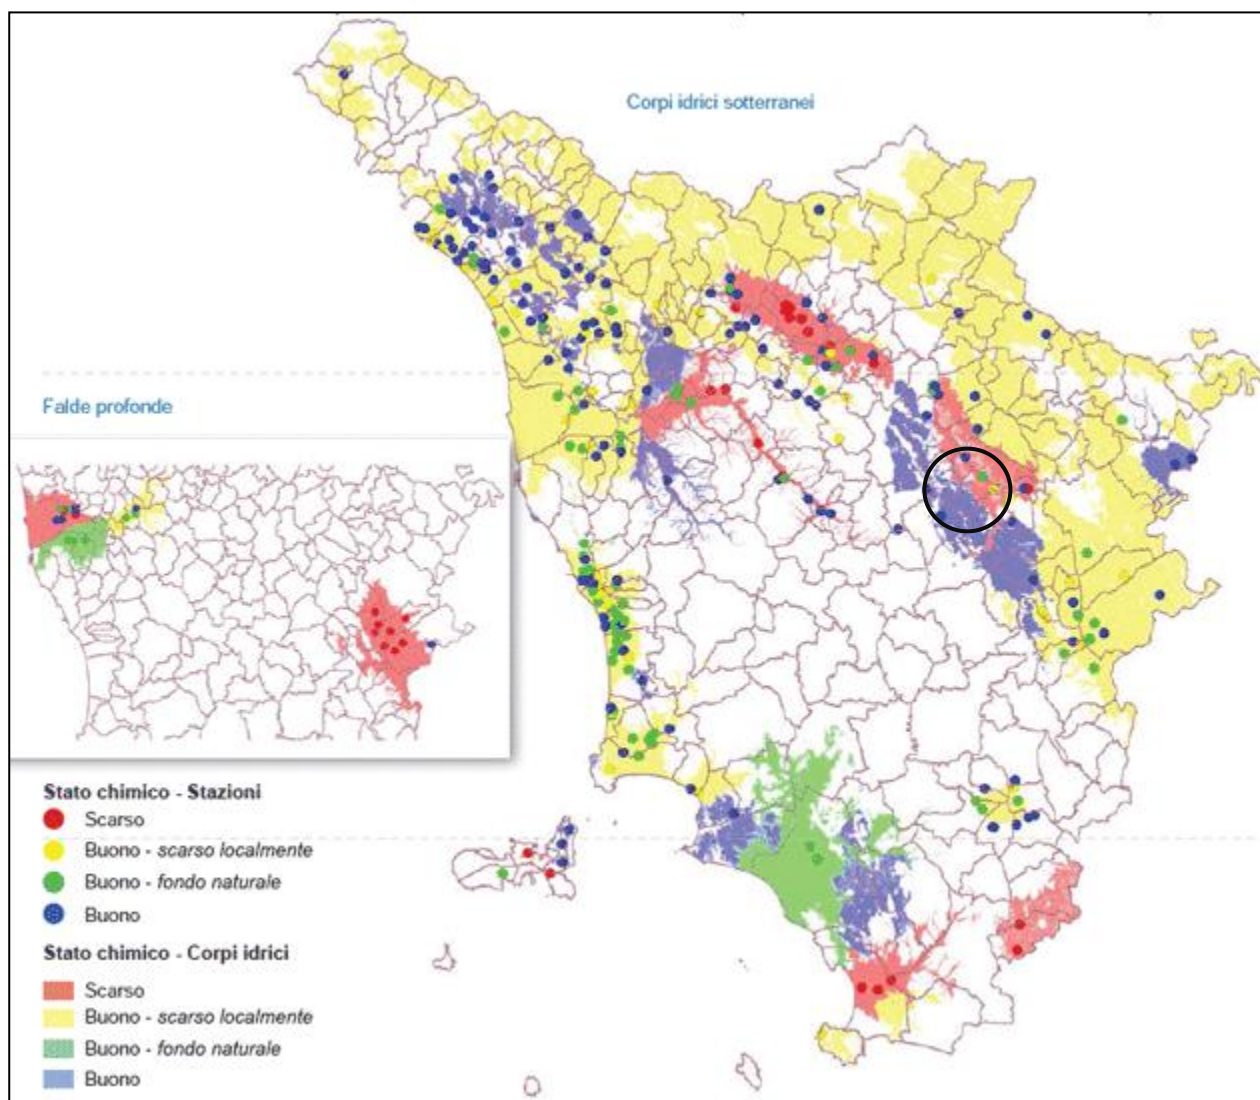 Corpi idrici sotterranei
Falde profonde
Stato chimico - Stazioni
Scarso
Buono - scarso localmente
Buono - fondo naturale
Buono
Stato chimico - Corpi idrici
Scarso
Buono - scarso localmente
Buono - fondo naturale
Buono